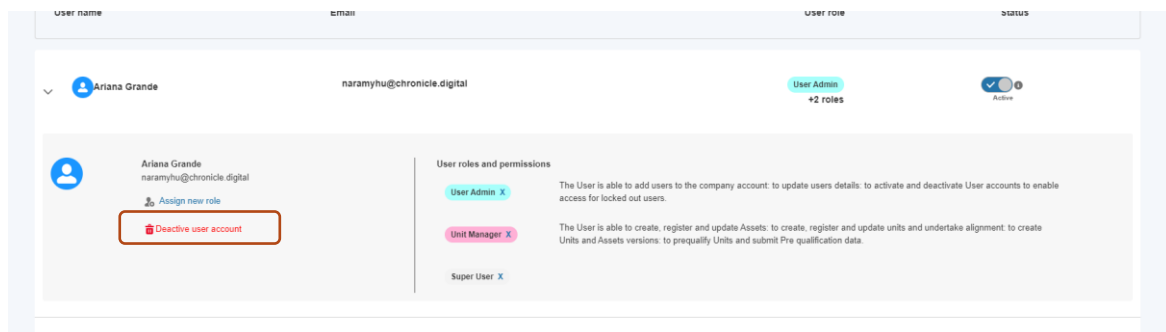 User name Email User role Status
Ariana Grande naramyhu@chronicle.digital User Admin
+2 roles
Active
Ariana Grande
naramyhu@chronicle.digital
Assign new role
Deactive user account
User roles and permissions
User Admin X
The User is able to add users to the company account: to update users details: to activate and deactivate User accounts to enable
access for locked out users.
Unit Manager X
The User is able to create, register and update Assets: to create, register and update units and undertake alignment: to create
Units and Assets versions: to prequalify Units and submit Pre qualification data.
Super User X